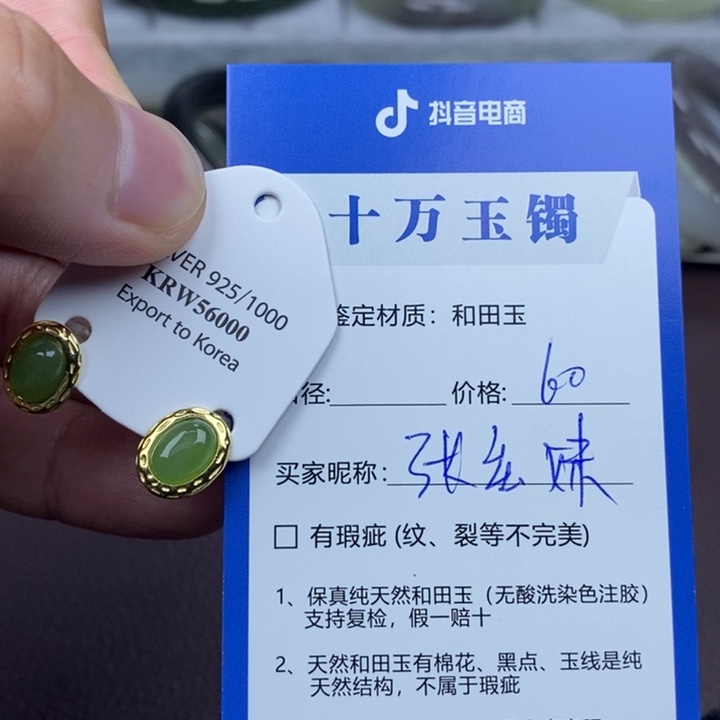 抖音电商
十万玉镯
VER 925/1000
KRW56000
Export to Korea
鉴定材质：和田玉
径: 价格: 60
买家昵称: 张 妹
□ 有瑕疵 (纹、裂等不完美)
1、保真纯天然和田玉（无酸洗染色注胶）
支持复检，假一赔十
2、天然和田玉有棉花、黑点、玉线是纯
天然结构，不属于瑕疵